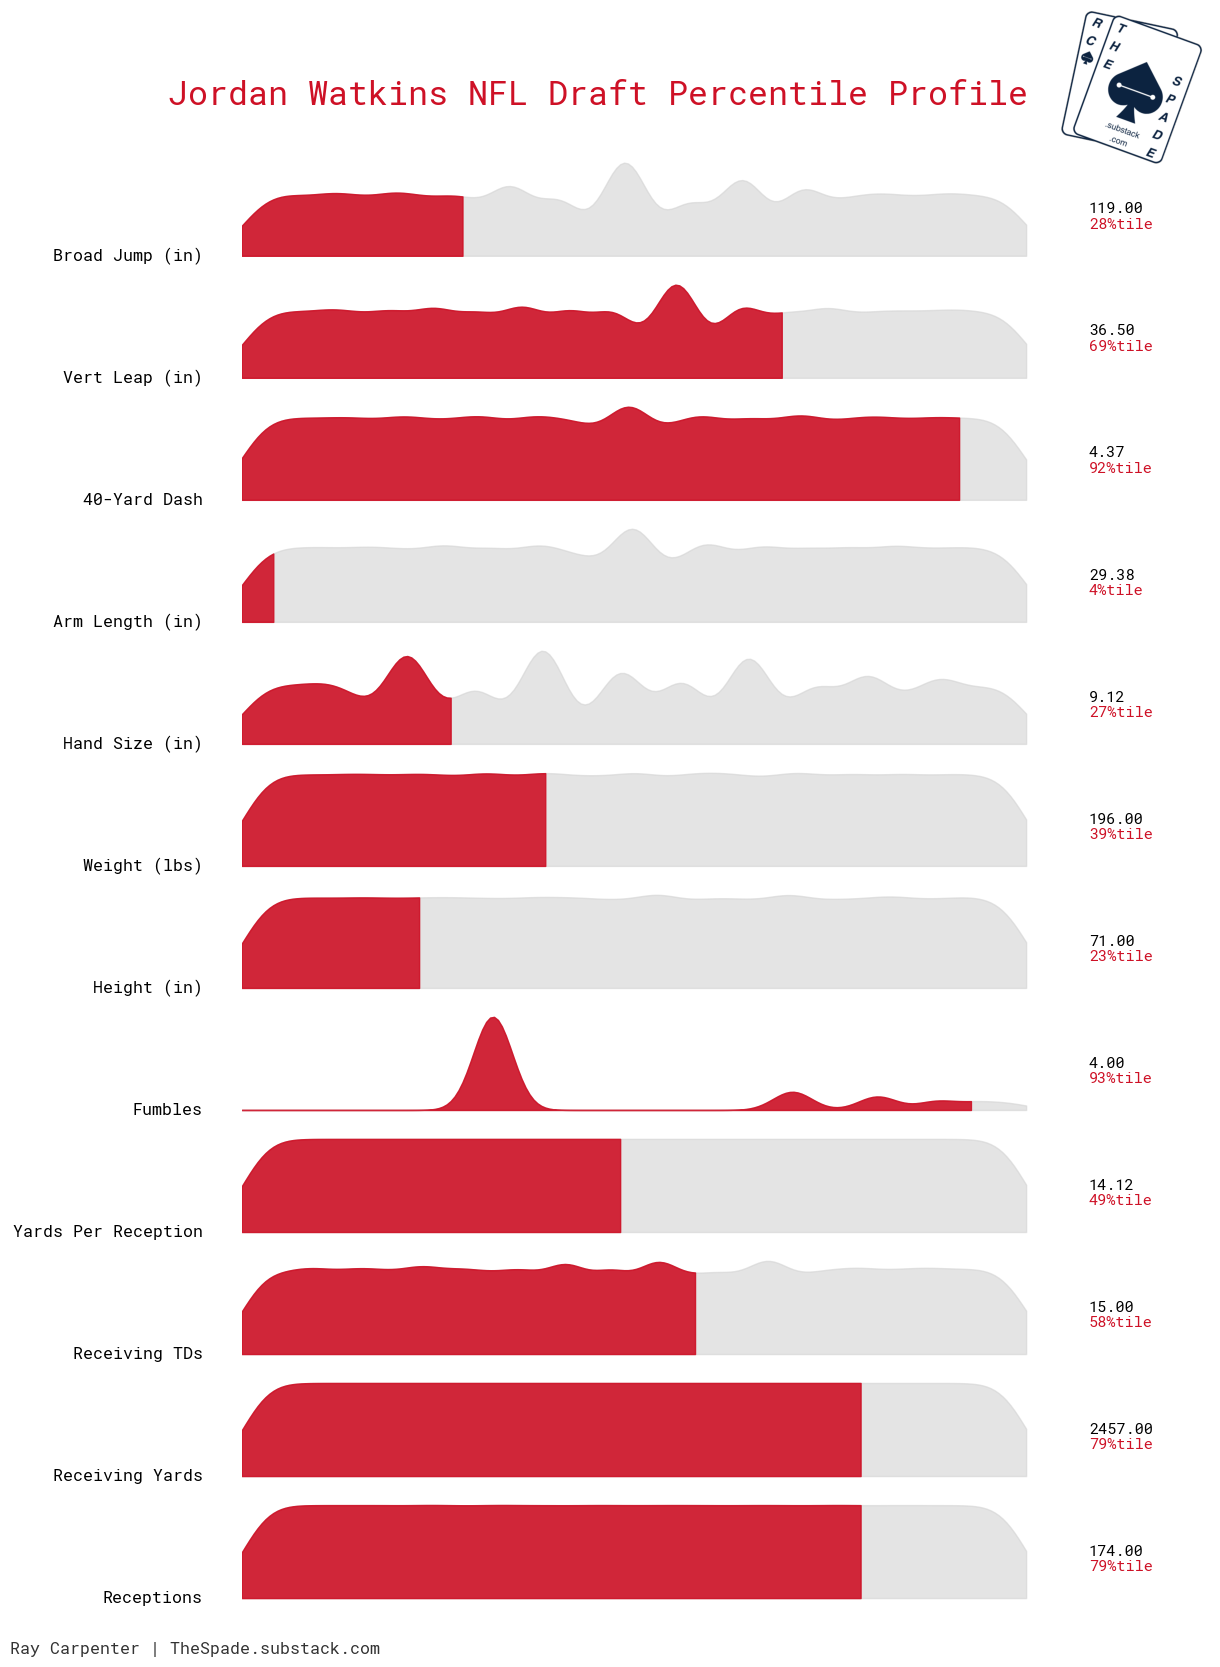 R
C
T
H
E
S
P
A
D
E
.substack
.com
Jordan Watkins NFL Draft Percentile Profile
Broad Jump (in)
119.00
28%tile
Vert Leap (in)
36.50
69%tile
40-Yard Dash
4.37
92%tile
Arm Length (in)
29.38
4%tile
Hand Size (in)
9.12
27%tile
Weight (lbs)
196.00
39%tile
Height (in)
71.00
23%tile
Fumbles
4.00
93%tile
Yards Per Reception
14.12
49%tile
Receiving TDs
15.00
58%tile
Receiving Yards
2457.00
79%tile
Receptions
174.00
79%tile
Ray Carpenter | TheSpade.substack.com